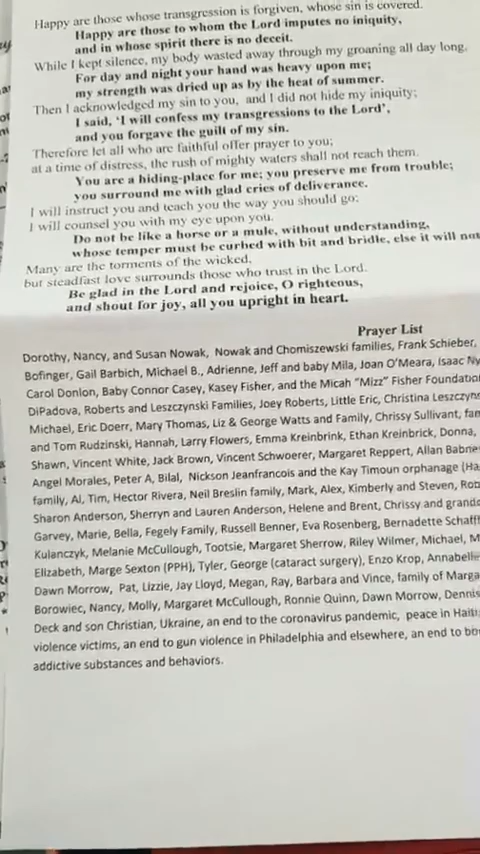 Happy are those whose transgression is forgiven, whose sin is covered.
Happy are those to whom the Lord imputes no iniquity,
and in whose spirit there is no deceit.
While I kept silence, my body wasted away through my groaning all day long.
For day and night your hand was heavy upon me;
my strength was dried up as by the heat of summer.
Then I acknowledged my sin to you, and I did not hide my iniquity;
I said, ‘I will confess my transgressions to the Lord’,
and you forgave the guilt of my sin.
Therefore let all who are faithful offer prayer to you;
at a time of distress, the rush of mighty waters shall not reach them.
You are a hiding-place for me; you preserve me from trouble;
you surround me with glad cries of deliverance.
I will instruct you and teach you the way you should go;
I will counsel you with my eye upon you.
Do not be like a horse or a mule, without understanding,
whose temper must be curbed with bit and bridle, else it will not
Many are the torments of the wicked,
but steadfast love surrounds those who trust in the Lord.
Be glad in the Lord and rejoice, O righteous,
and shout for joy, all you upright in heart.
Prayer List
Dorothy, Nancy, and Susan Nowak, Nowak and Chomiszewski families, Frank Schieber,
Bofinger, Gail Barbich, Michael B., Adrienne, Jeff and baby Mila, Joan O’Meara, Isaac
Carol Donlon, Baby Connor Casey, Kasey Fisher, and the Micah “Mizz” Fisher Foundation
DiPadova, Roberts and Leszczynski Families, Joey Roberts, Little Eric, Christina
Michael, Eric Doerr, Mary Thomas, Liz & George Watts and Family, Chrissy Sullivant,
and Tom Rudzinski, Hannah, Larry Flowers, Emma Kreinbrink, Ethan Kreinbrick, Donna,
Shawn, Vincent White, Jack Brown, Vincent Schwoerer, Margaret Reppert, Allan
Angel Morales, Peter A, Bilal, Nickson Jeanfrancois and the Kay Timoun orphanage
family, Al, Tim, Hector Rivera, Neil Breslin family, Mark, Alex, Kimberly and Steven,
Sharon Anderson, Sherryn and Lauren Anderson, Helene and Brent, Chrissy and
Garvey, Marie, Bella, Fegely Family, Russell Benner, Eva Rosenberg, Bernadette
Kulanczyk, Melanie McCullough, Tootsie, Margaret Sherrow, Riley Wilmer, Michael, M
Elizabeth, Marge Sexton (PPH), Tyler, George (cataract surgery), Enzo Krop,
Dawn Morrow, Pat, Lizzie, Jay Lloyd, Megan, Ray, Barbara and Vince, family of
Borowiec, Nancy, Molly, Margaret McCullough, Ronnie Quinn, Dawn Morrow, Dennis
Deck and son Christian, Ukraine, an end to the coronavirus pandemic, peace in Haiti,
violence victims, an end to gun violence in Philadelphia and elsewhere, an end to
addictive substances and behaviors.